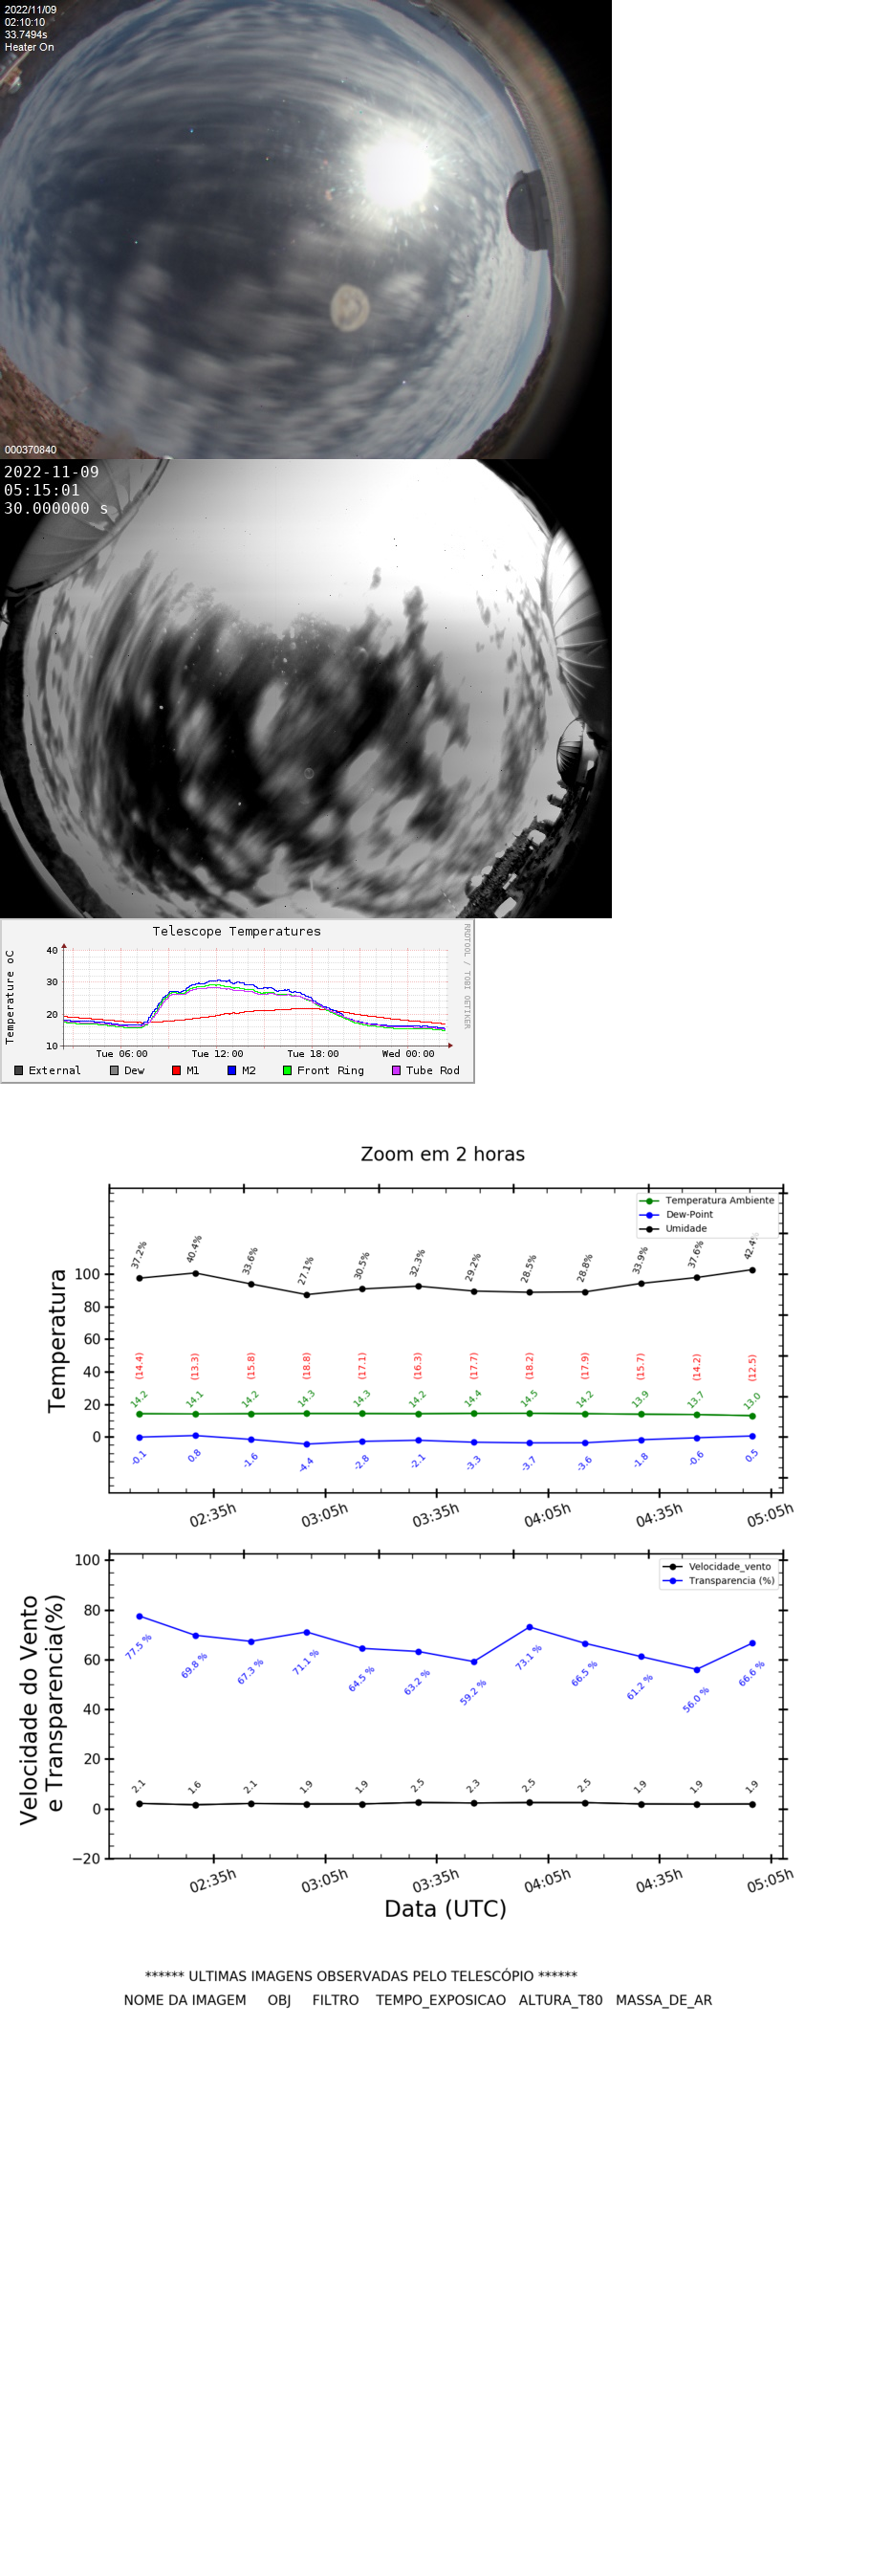 2022/11/09
02:10:10
33.7494s
Heater On
000370840
2022-11-09
05:15:01
30.000000 s
Telescope Temperatures
RRDTOOL / TOBI OETIKER
Temperature oC
40
30
20
10
Tue 06:00 Tue 12:00 Tue 18:00 Wed 00:00
External Dew M1 M2 Front Ring Tube Rod
Zoom em 2 horas
Temperatura Ambiente
Dew-Point
Umidade
Temperatura
100
80
60
40
20
0
37.2% 40.4% 33.6% 27.1% 30.5% 32.3% 29.2% 28.5% 28.8% 33.9% 37.6% 42.4%
(14.4) (13.3) (15.8) (18.8) (17.1) (16.3) (17.7) (18.2) (17.9) (15.7) (14.2) (12.5)
14.2 14.1 14.2 14.3 14.3 14.2 14.4 14.5 14.2 13.9 13.7 13.0
-0.1 0.8 -1.6 -4.4 -2.8 -2.1 -3.3 -3.7 -3.6 -1.8 -0.6 0.5
02:35h 03:05h 03:35h 04:05h 04:35h 05:05h
Velocidade_vento
Transparencia (%)
Velocidade do Vento
e Transparencia(%)
100
80
60
40
20
0
−20
77.5 % 69.8 % 67.3 % 71.1 % 64.5 % 63.2 % 59.2 % 73.1 % 66.5 % 61.2 % 56.0 % 66.6 %
2.1 1.6 2.1 1.9 1.9 2.5 2.3 2.5 2.5 1.9 1.9 1.9
02:35h 03:05h 03:35h 04:05h 04:35h 05:05h
Data (UTC)
****** ULTIMAS IMAGENS OBSERVADAS PELO TELESCÓPIO ******
NOME DA IMAGEM OBJ FILTRO TEMPO_EXPOSICAO ALTURA_T80 MASSA_DE_AR